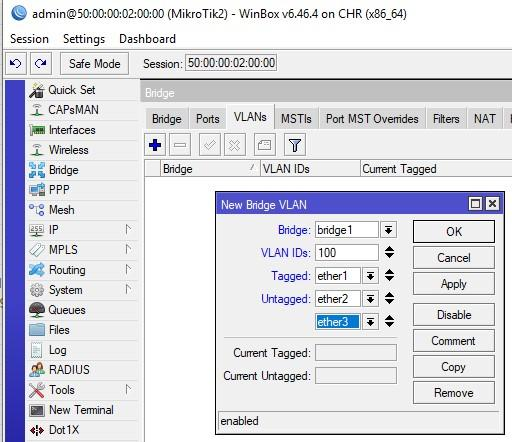 admin@50:00:00:02:00:00 (MikroTik2) - WinBox v6.46.4 on CHR (x86_64)
Session Settings Dashboard
Safe Mode Session: 50:00:00:02:00:00
Quick Set
CAPsMAN
Interfaces
Wireless
Bridge
PPP
Mesh
IP
MPLS
Routing
System
Queues
Files
Log
RADIUS
Tools
New Terminal
Dot1X
Bridge
Bridge Ports VLANs MSTIs Port MST Overrides Filters NAT
Bridge VLAN IDs Current Tagged
New Bridge VLAN
Bridge: bridge1
VLAN IDs: 100
Tagged: ether1
Untagged: ether2
ether3
Current Tagged:
Current Untagged:
enabled
OK
Cancel
Apply
Disable
Comment
Copy
Remove